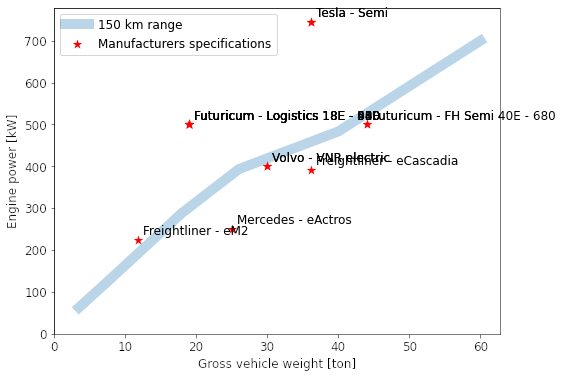 Tesla - Semi
150 km range
Manufacturers specifications
700
600
Futuricum - Logistics 18E -
Futuricum - FH Semi 40E - 680
500
400
Volvo - VNR electric
Freightliner - eCascadia
300
Mercedes - eActros
Freightliner - eM2
200
100
0
Engine power [kW]
0 10 20 30 40 50 60
Gross vehicle weight [ton]